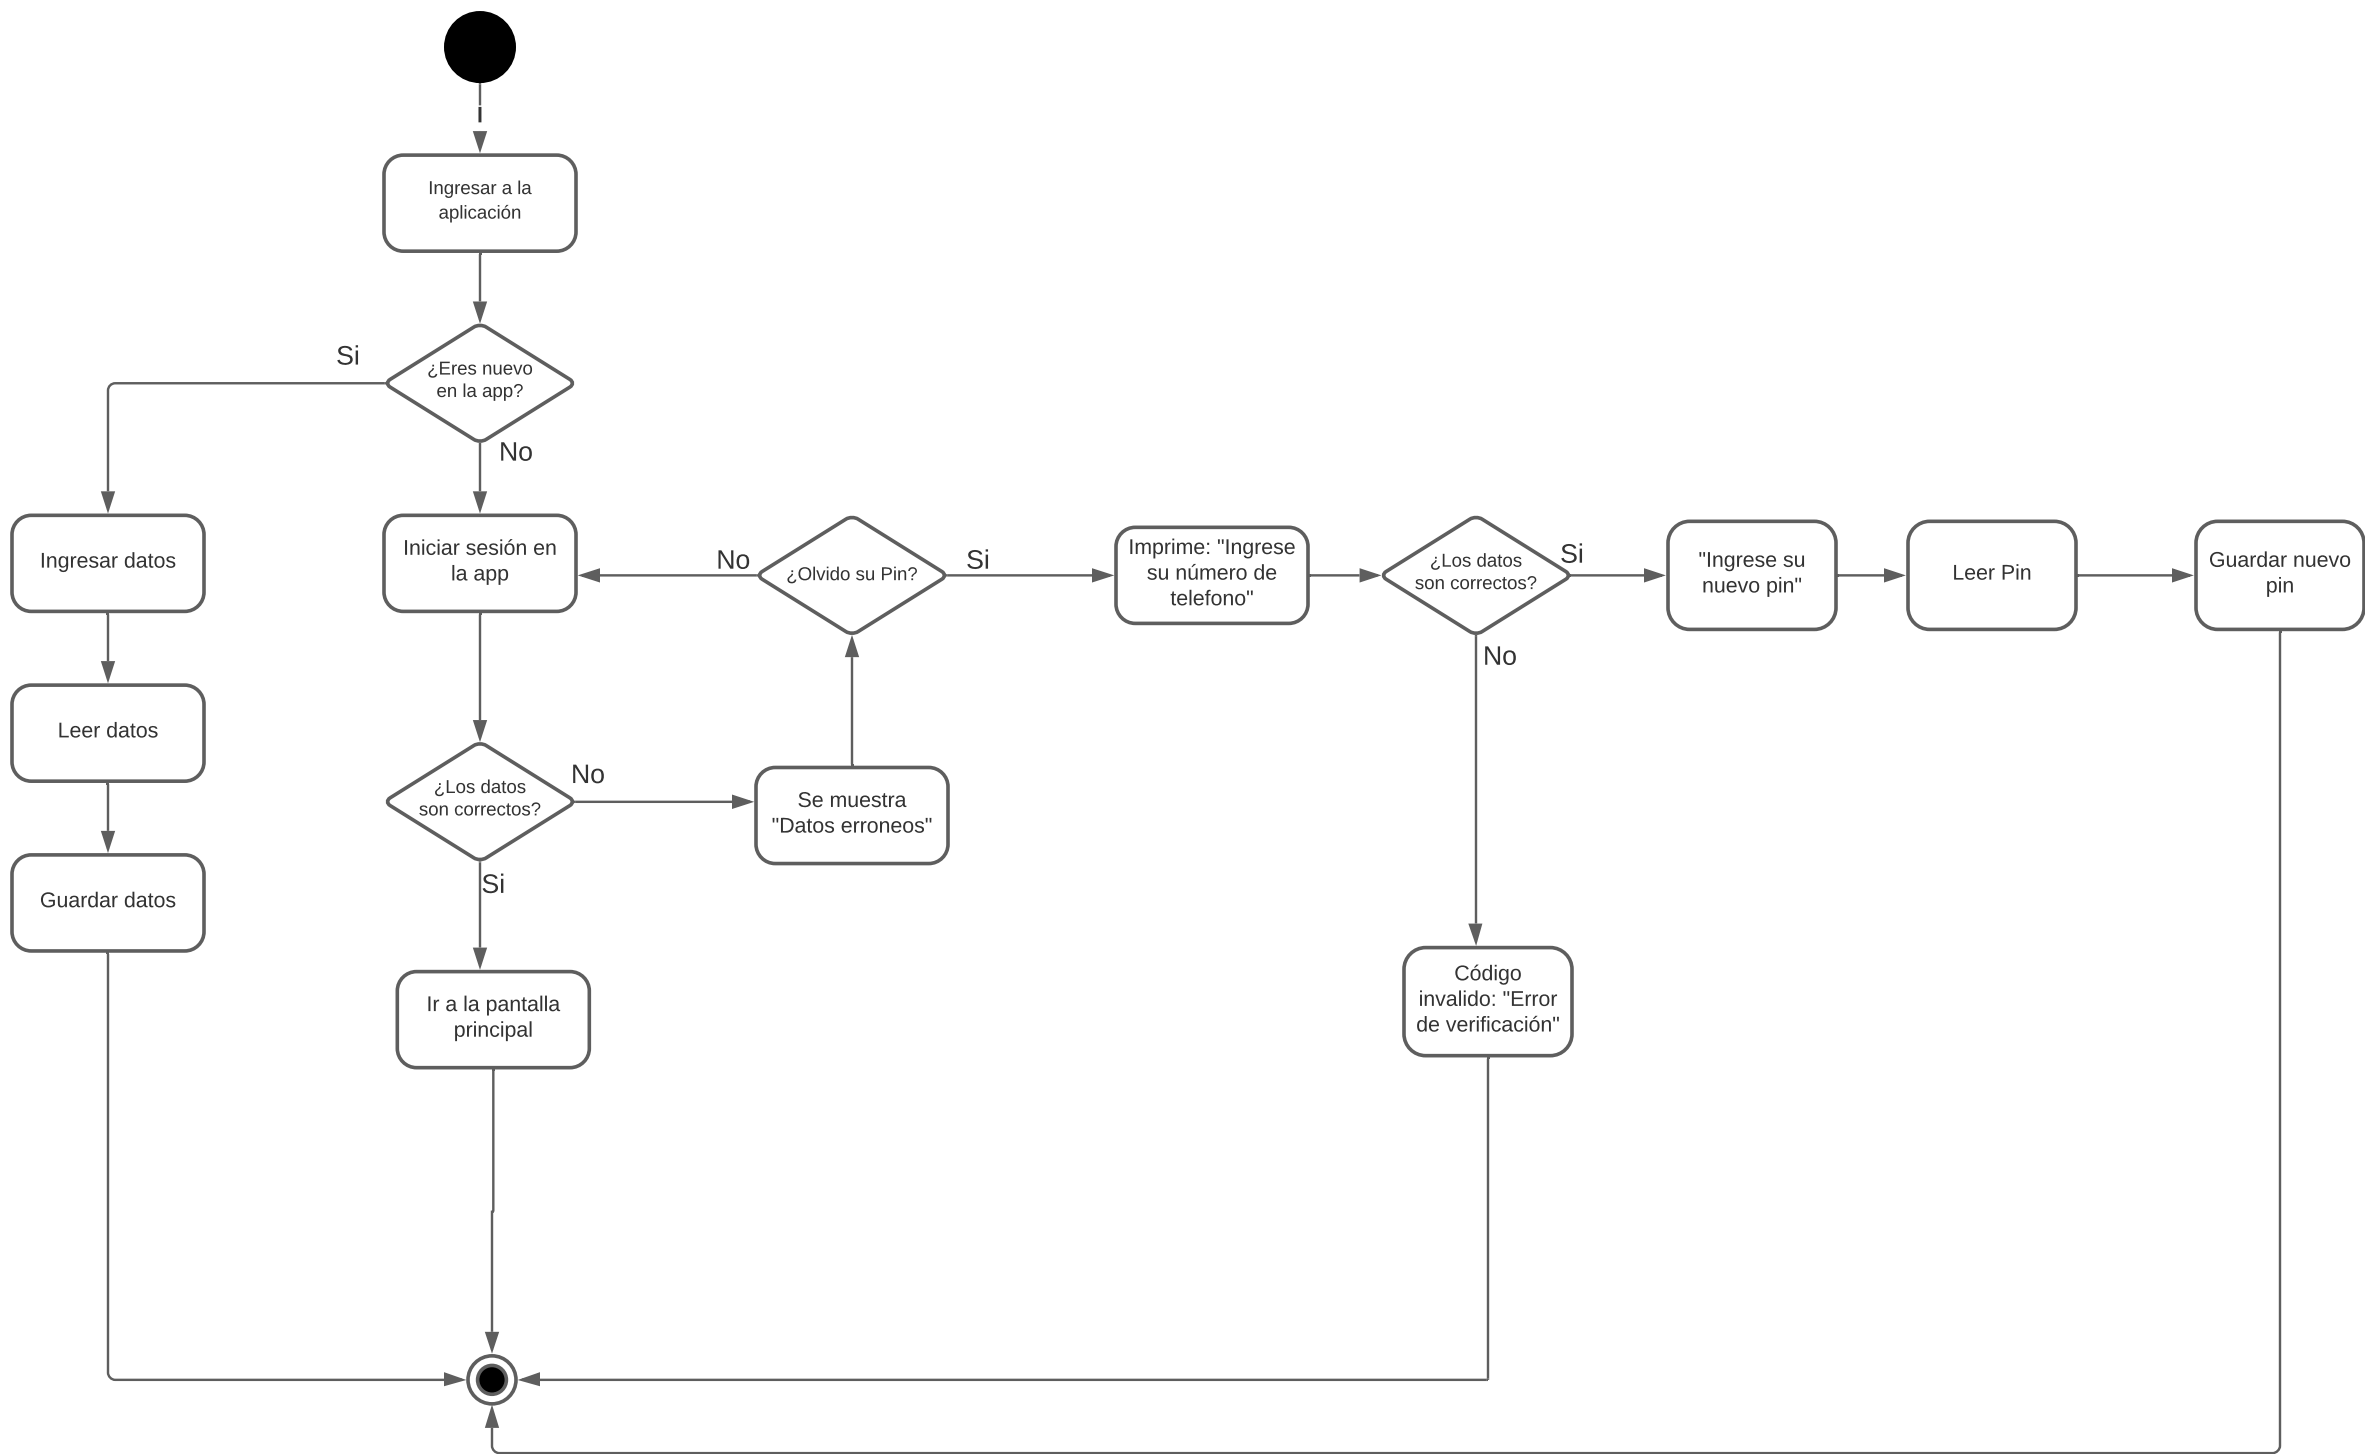 Ingresar a la
aplicación
Si
¿Eres nuevo
en la app?
No
Ingresar datos
Iniciar sesión en
la app
No
¿Olvido su Pin?
Si
Imprime: "Ingrese
su número de
telefono"
¿Los datos
son correctos?
Si
"Ingrese su
nuevo pin"
Leer Pin
Guardar nuevo
pin
No
Leer datos
¿Los datos
son correctos?
No
Se muestra
"Datos erroneos"
Si
Guardar datos
Ir a la pantalla
principal
Código
invalido: "Error
de verificación"